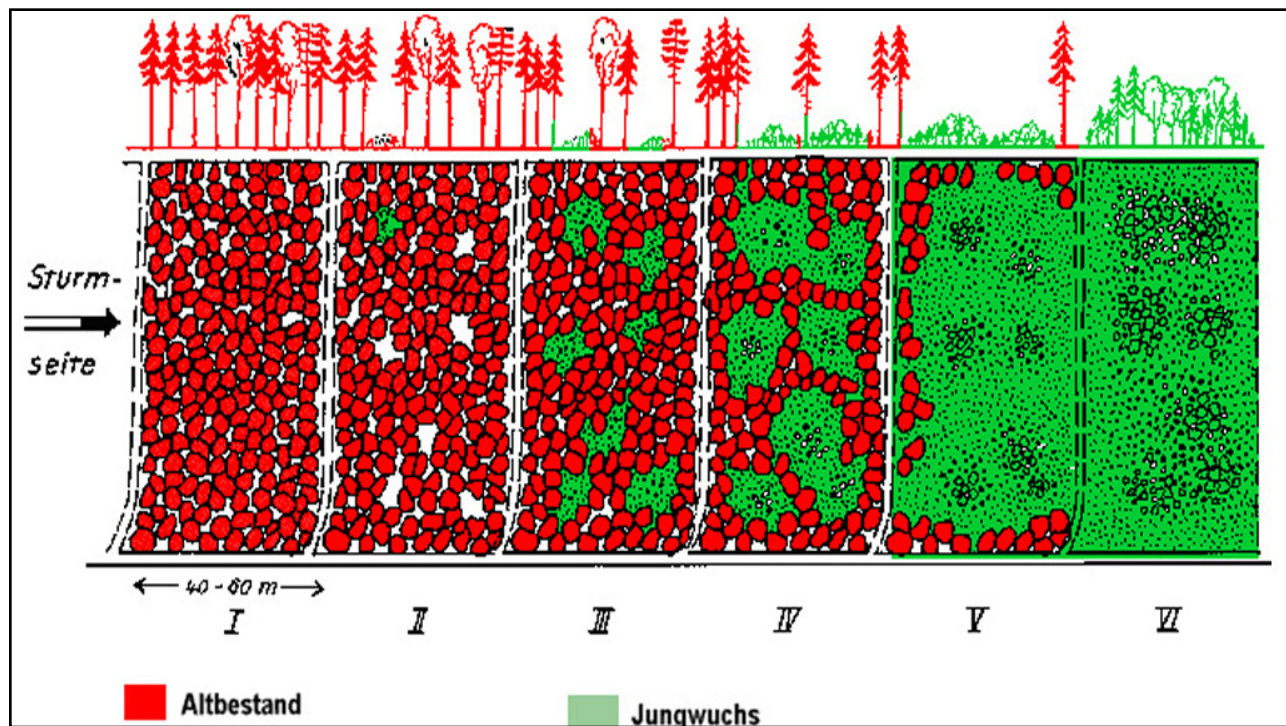 Sturm-
seite
40-60 m
I II III IV V VI
Altbestand Jungwuchs